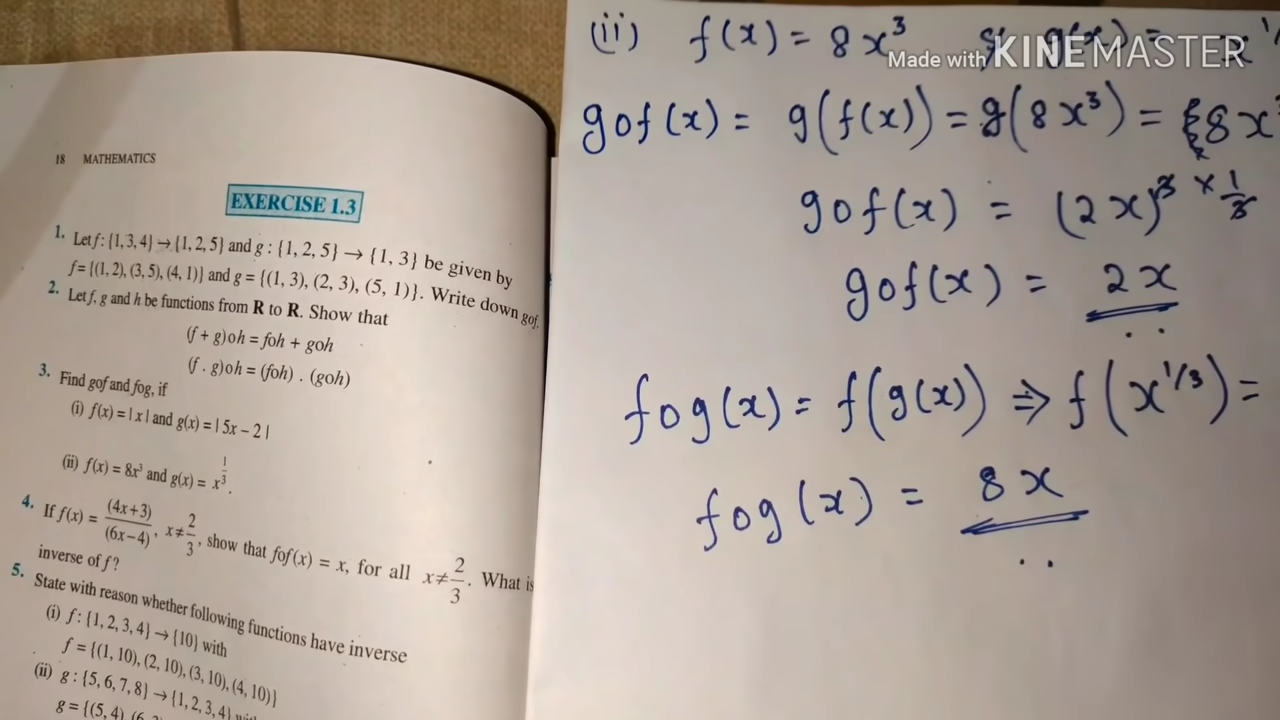 18 MATHEMATICS
EXERCISE 1.3
1. Let f : {1, 3, 4} → {1, 2, 5} and g : {1, 2, 5} → {1, 3} be given by
f = {(1, 2), (3, 5), (4, 1)} and g = {(1, 3), (2, 3), (5, 1)}. Write down gof.
2. Let f, g and h be functions from R to R. Show that
(f + g)oh = foh + goh
(f . g)oh = (foh) . (goh)
3. Find gof and fog, if
(i) f(x) = | x | and g(x) = | 5x – 2 |
(ii) f(x) = 8x³ and g(x) = x^(1/3).
4. If f(x) = (4x+3)/(6x–4), x ≠ 2/3, show that fof(x) = x, for all x ≠ 2/3. What is
inverse of f?
5. State with reason whether following functions have inverse
(i) f : {1, 2, 3, 4} → {10} with
f = {(1, 10), (2, 10), (3, 10), (4, 10)}
(ii) g : {5, 6, 7, 8} → {1, 2, 3, 4}
g = {(5, 4),
(ii) f(x) = 8x³ g(x) = x
Made with KINEMASTER
gof(x) = g(f(x)) = g(8x³) = 8x
gof(x) = (2x)^3 × 1/3
gof(x) = 2x
fog(x) = f(g(x)) ⇒ f(x^1/3) =
fog(x) = 8x